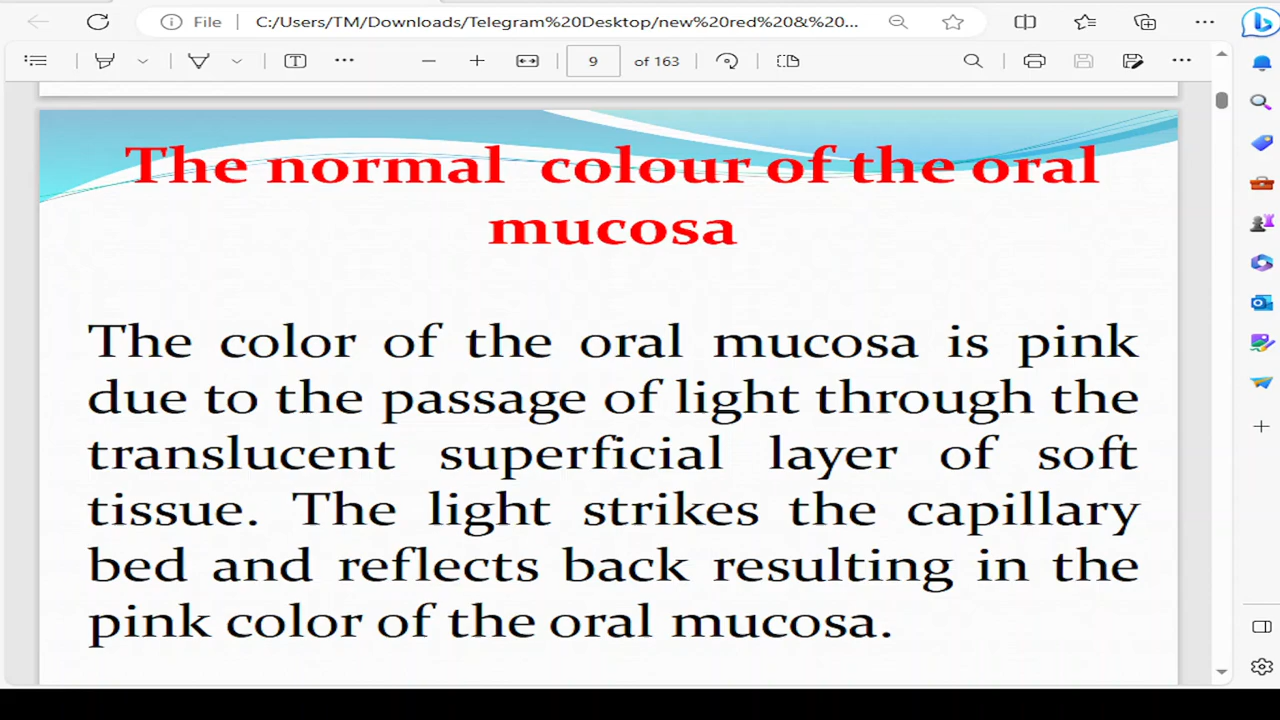 File C:/Users/TM/Downloads/Telegram%20Desktop/new%20red%20&%20...
9 of 163
The normal colour of the oral
mucosa
The color of the oral mucosa is pink
due to the passage of light through the
translucent superficial layer of soft
tissue. The light strikes the capillary
bed and reflects back resulting in the
pink color of the oral mucosa.